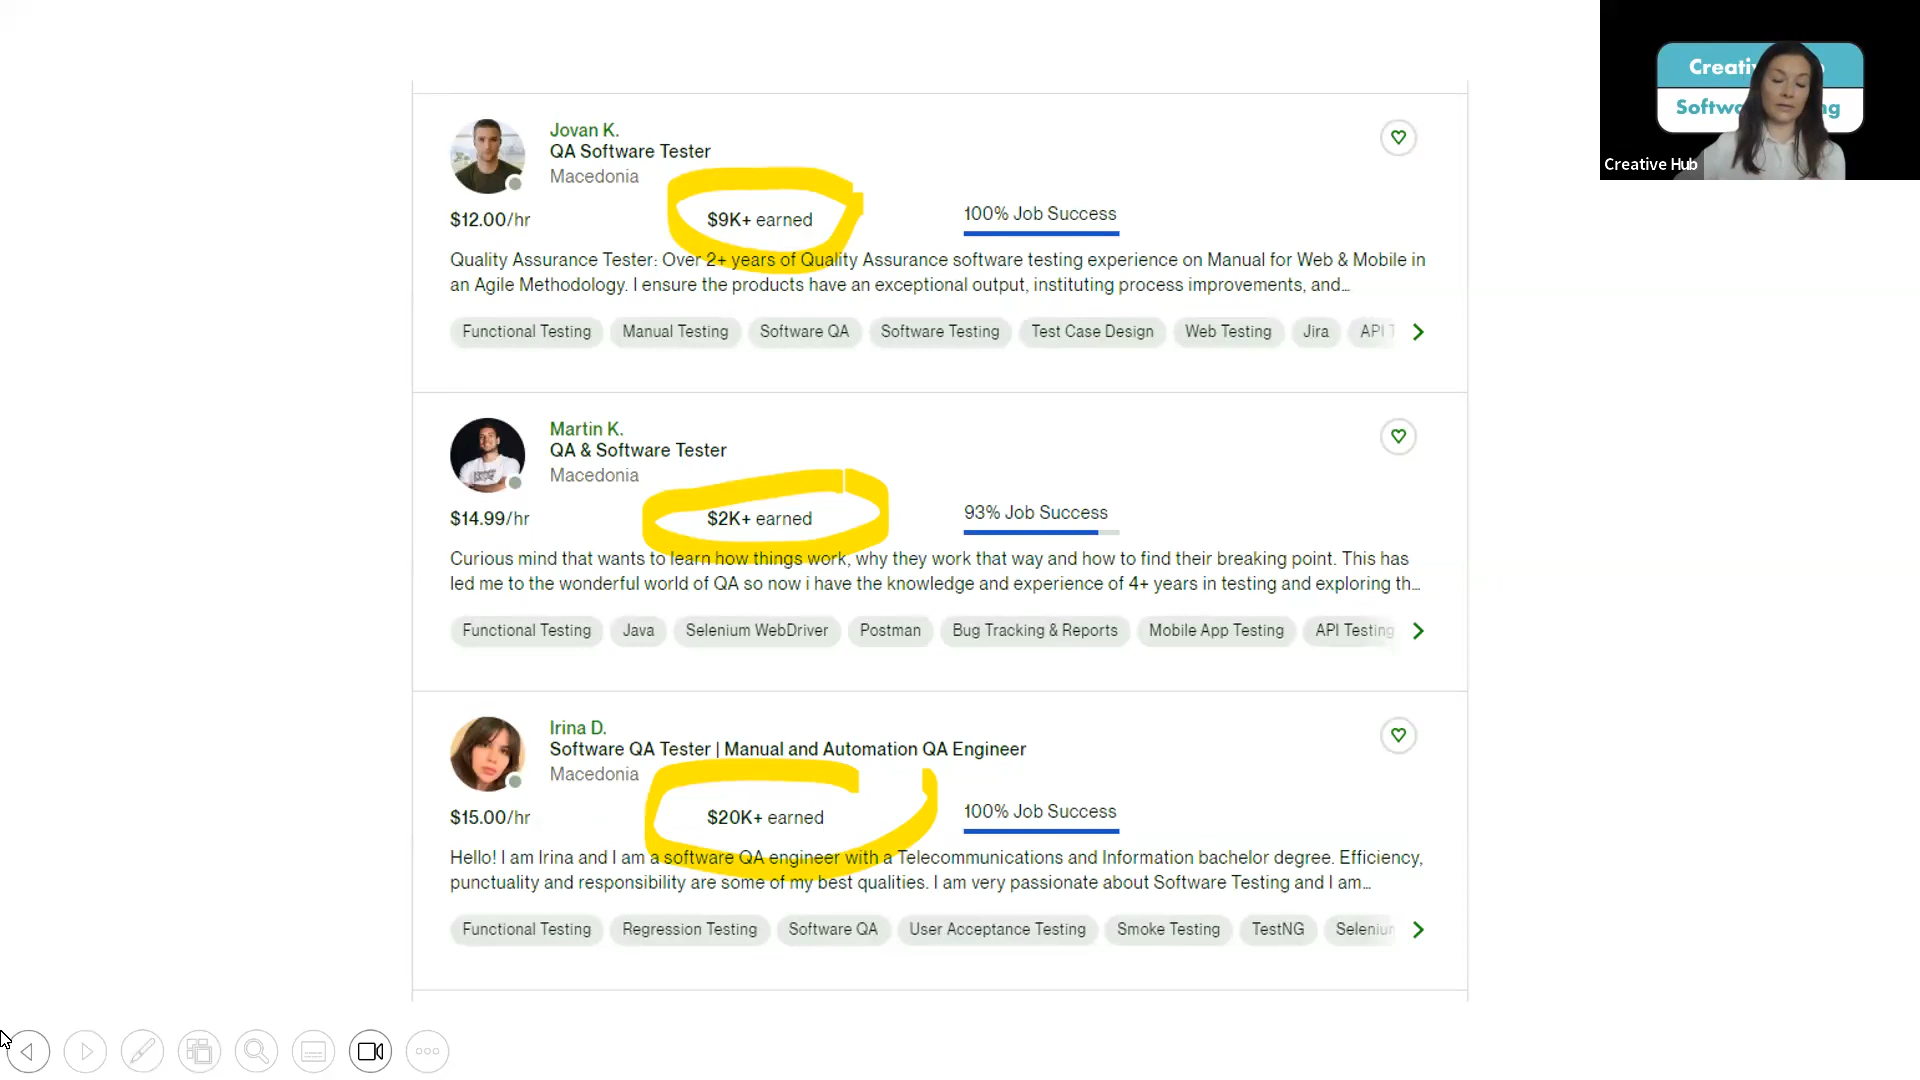 Creati
Softwa ng
Creative Hub
Jovan K.
QA Software Tester
Macedonia
$12.00/hr $9K+ earned 100% Job Success
Quality Assurance Tester: Over 2+ years of Quality Assurance software testing experience on Manual for Web & Mobile in
an Agile Methodology. I ensure the products have an exceptional output, instituting process improvements, and…
Functional Testing Manual Testing Software QA Software Testing Test Case Design Web Testing Jira API T
Martin K.
QA & Software Tester
Macedonia
$14.99/hr $2K+ earned 93% Job Success
Curious mind that wants to learn how things work, why they work that way and how to find their breaking point. This has
led me to the wonderful world of QA so now i have the knowledge and experience of 4+ years in testing and exploring th…
Functional Testing Java Selenium WebDriver Postman Bug Tracking & Reports Mobile App Testing API Testing
Irina D.
Software QA Tester | Manual and Automation QA Engineer
Macedonia
$15.00/hr $20K+ earned 100% Job Success
Hello! I am Irina and I am a software QA engineer with a Telecommunications and Information bachelor degree. Efficiency,
punctuality and responsibility are some of my best qualities. I am very passionate about Software Testing and I am…
Functional Testing Regression Testing Software QA User Acceptance Testing Smoke Testing TestNG Selenium